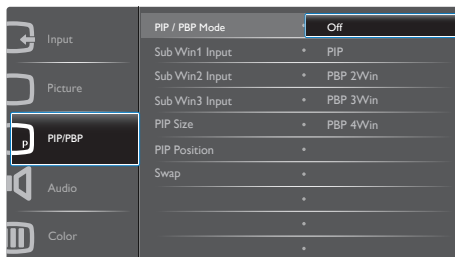 Input
Picture
P
PIP/PBP
Audio
Color
PIP / PBP Mode
Sub Win1 Input
Sub Win2 Input
Sub Win3 Input
PIP Size
PIP Position
Swap
Off
PIP
PBP 2Win
PBP 3Win
PBP 4Win